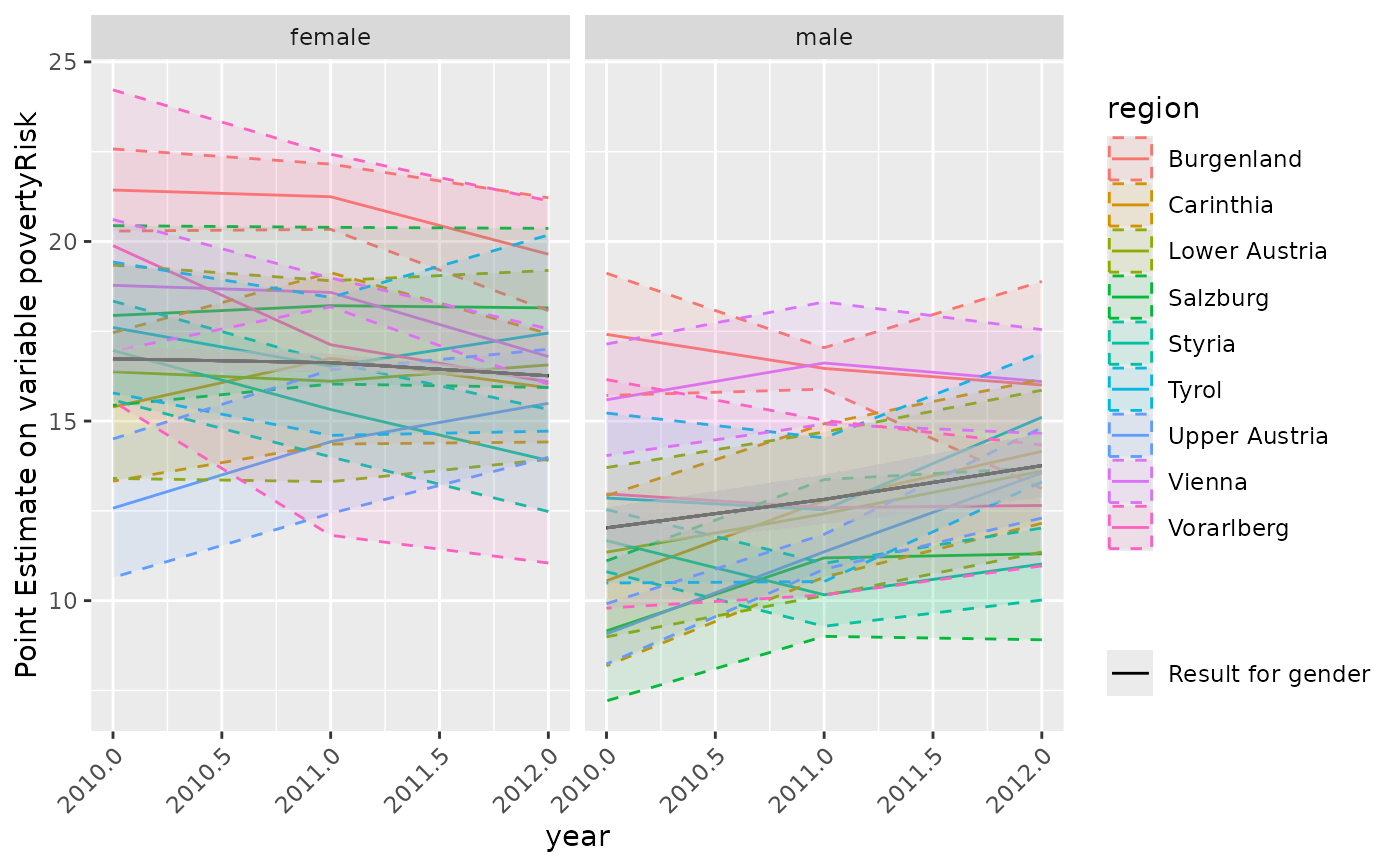 female
male
Point Estimate on variable povertyRisk
25
20
15
10
2010.0
2010.5
2011.0
2011.5
2012.0
2010.0
2010.5
2011.0
2011.5
2012.0
year
region
Burgenland
Carinthia
Lower Austria
Salzburg
Styria
Tyrol
Upper Austria
Vienna
Vorarlberg
Result for gender